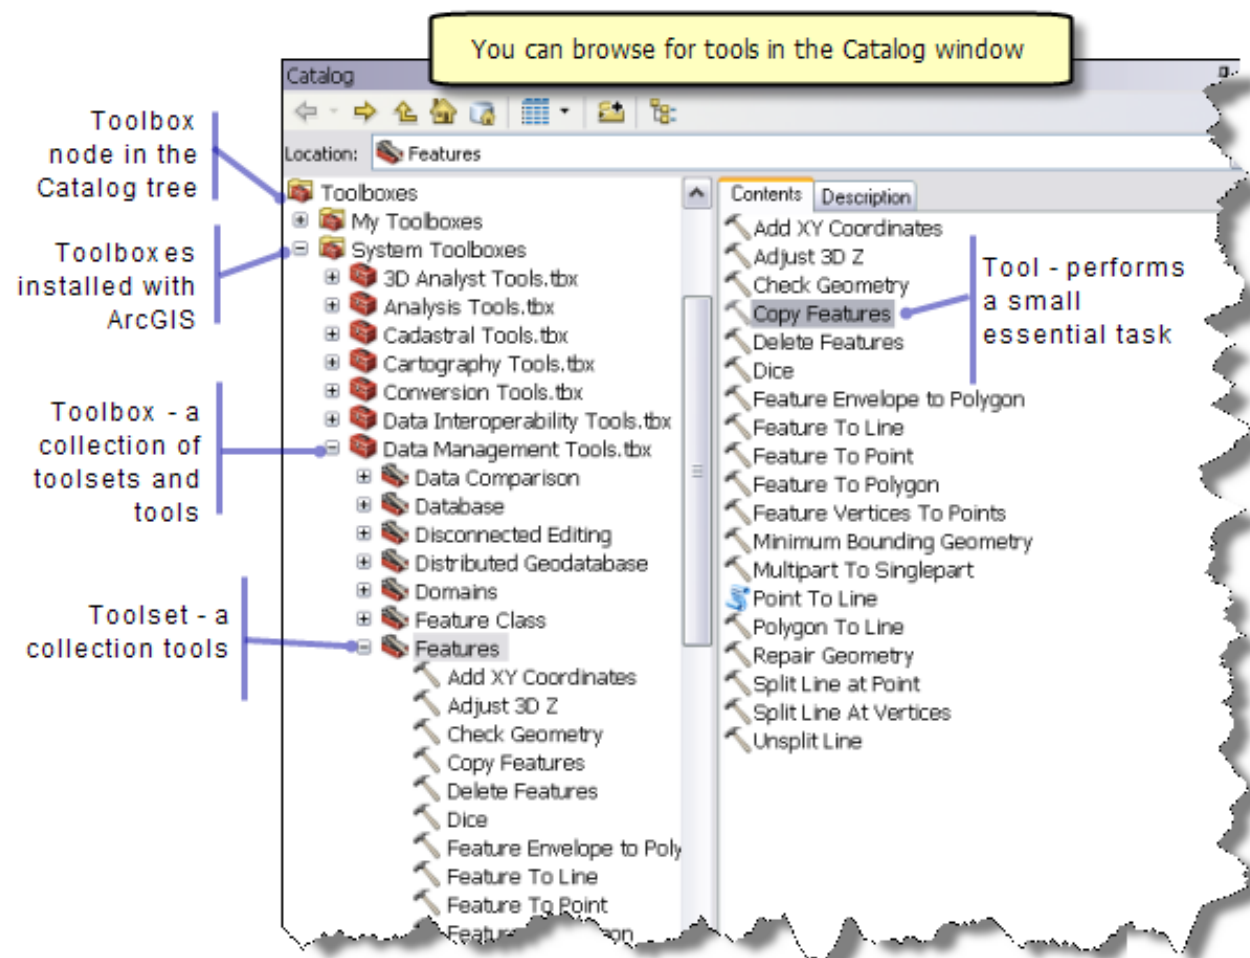 You can browse for tools in the Catalog window
Catalog
Location: Features
Toolbox
node in the
Catalog tree
Toolboxes
installed with
ArcGIS
Toolbox - a
collection of
toolsets and
tools
Toolset - a
collection tools
Toolboxes
My Toolboxes
System Toolboxes
3D Analyst Tools.tbx
Analysis Tools.tbx
Cadastral Tools.tbx
Cartography Tools.tbx
Conversion Tools.tbx
Data Interoperability Tools.tbx
Data Management Tools.tbx
Data Comparison
Database
Disconnected Editing
Distributed Geodatabase
Domains
Feature Class
Features
Add XY Coordinates
Adjust 3D Z
Check Geometry
Copy Features
Delete Features
Dice
Feature Envelope to Poly
Feature To Line
Feature To Point
Contents Description
Add XY Coordinates
Adjust 3D Z
Check Geometry
Copy Features
Delete Features
Dice
Feature Envelope to Polygon
Feature To Line
Feature To Point
Feature To Polygon
Feature Vertices To Points
Minimum Bounding Geometry
Multipart To Singlepart
Point To Line
Polygon To Line
Repair Geometry
Split Line at Point
Split Line At Vertices
Unsplit Line
Tool - performs
a small
essential task